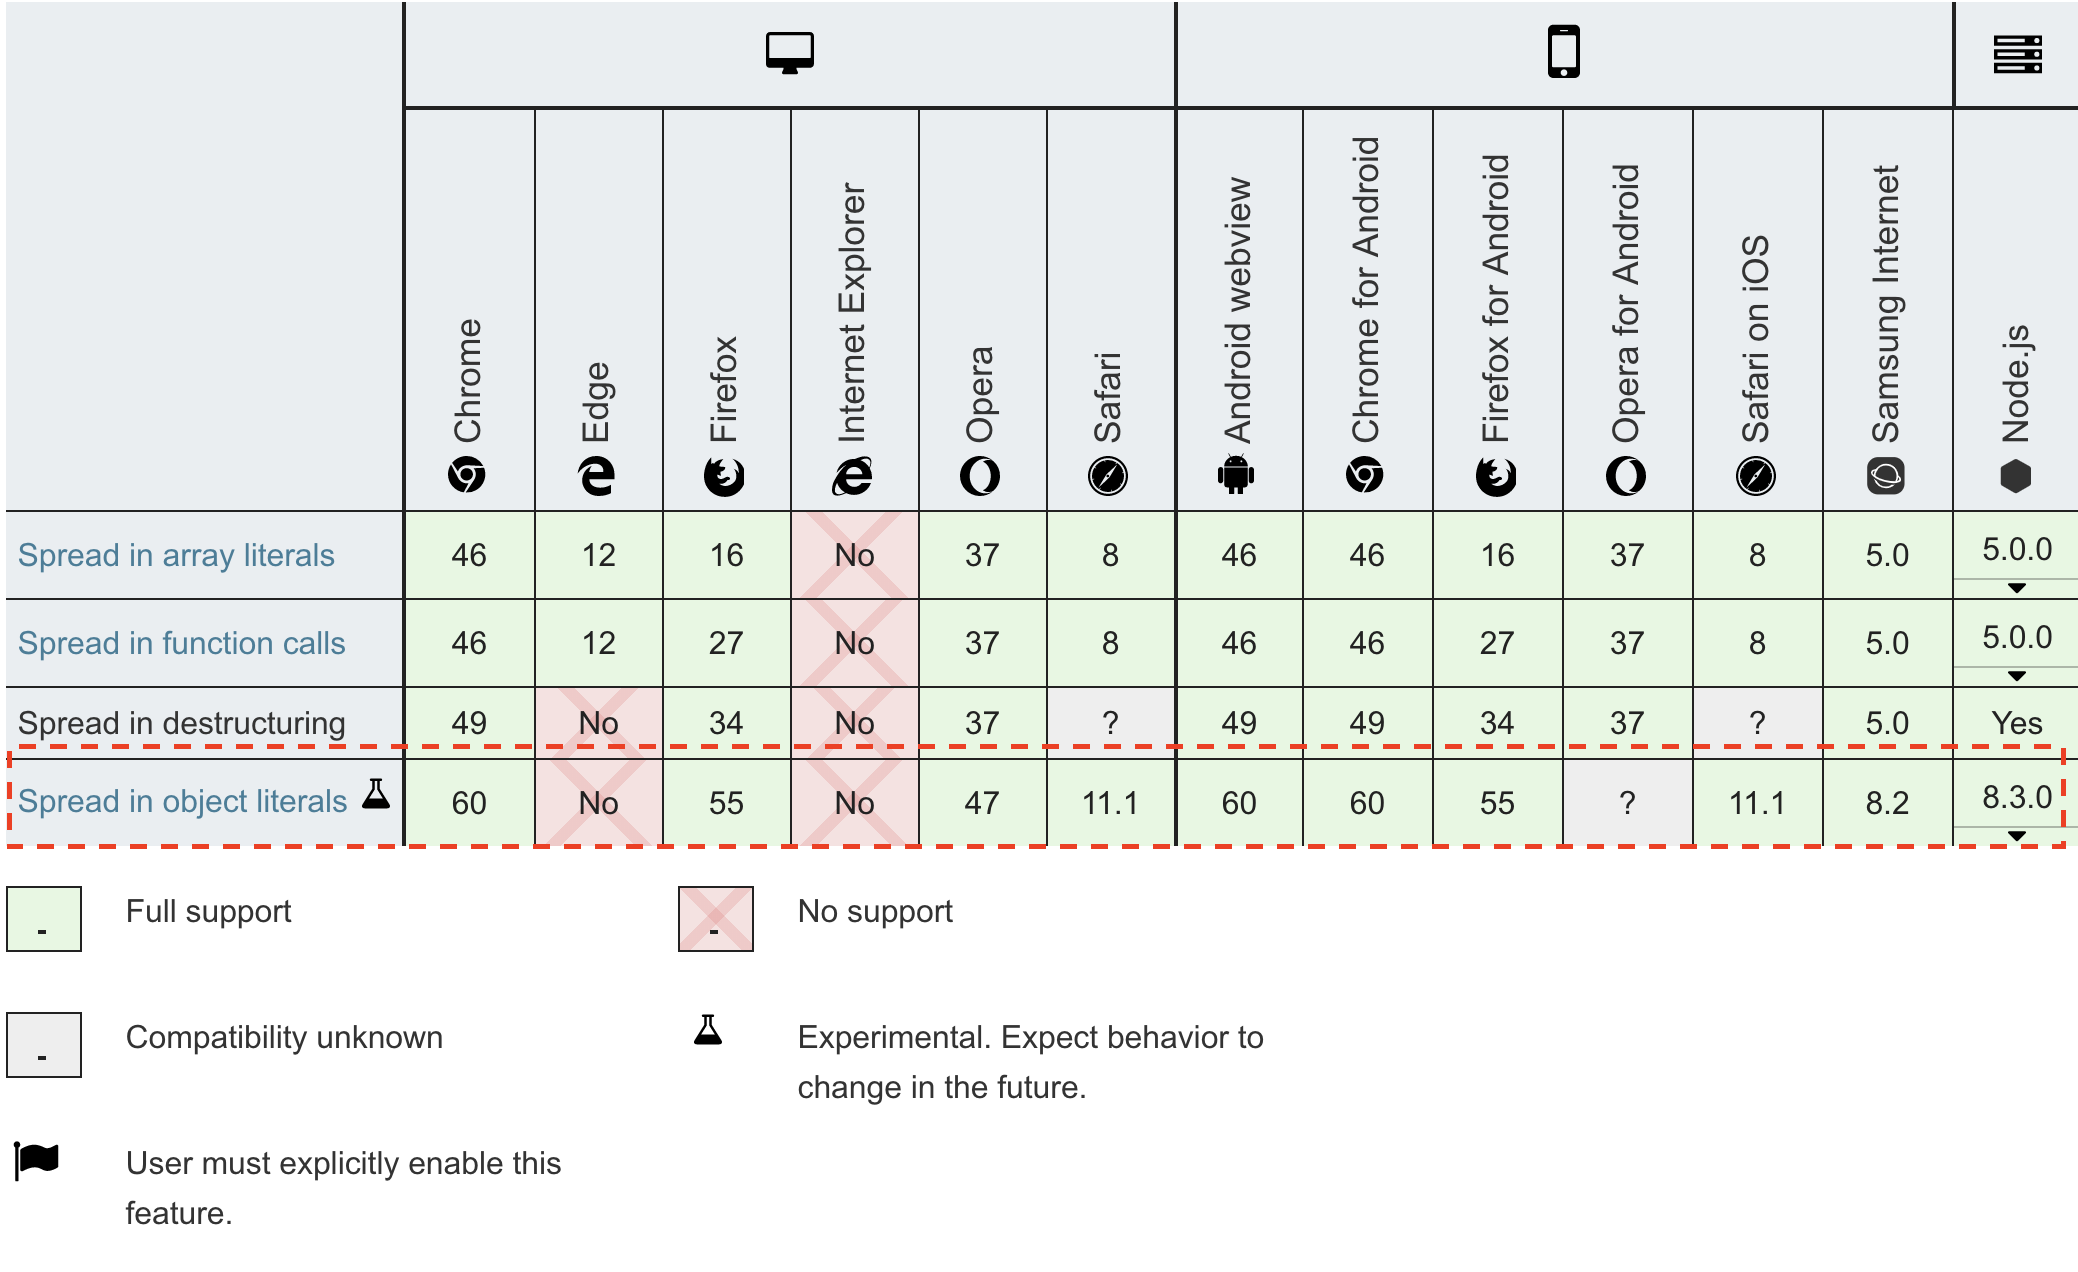 Chrome
Edge
Firefox
Internet Explorer
Opera
Safari
Android webview
Chrome for Android
Firefox for Android
Opera for Android
Safari on iOS
Samsung Internet
Node.js
Spread in array literals 46 12 16 No 37 8 46 46 16 37 8 5.0 5.0.0
Spread in function calls 46 12 27 No 37 8 46 46 27 37 8 5.0 5.0.0
Spread in destructuring 49 No 34 No 37 ? 49 49 34 37 ? 5.0 Yes
Spread in object literals 60 No 55 No 47 11.1 60 60 55 ? 11.1 8.2 8.3.0
- Full support
- No support
- Compatibility unknown
Experimental. Expect behavior to
change in the future.
User must explicitly enable this
feature.